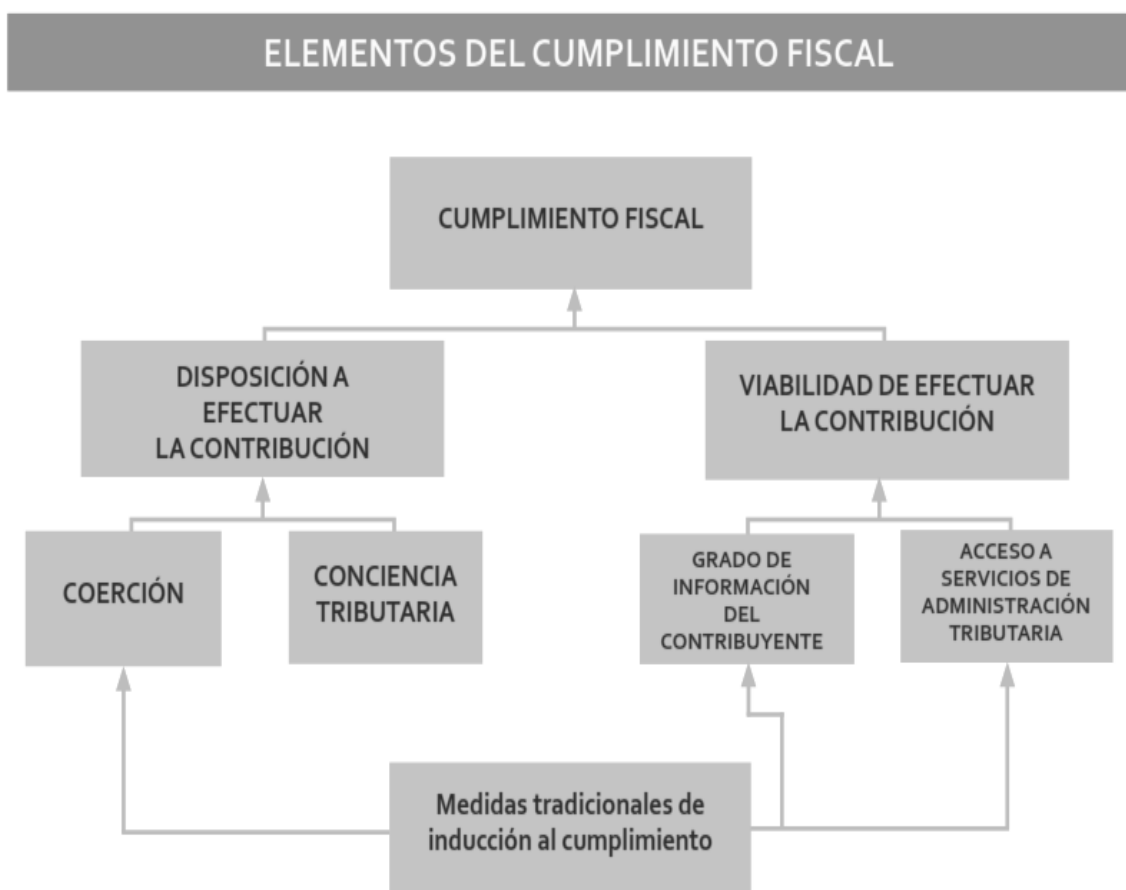 ELEMENTOS DEL CUMPLIMIENTO FISCAL
CUMPLIMIENTO FISCAL
DISPOSICIÓN A
EFECTUAR
LA CONTRIBUCIÓN
VIABILIDAD DE EFECTUAR
LA CONTRIBUCIÓN
COERCIÓN
CONCIENCIA
TRIBUTARIA
GRADO DE
INFORMACIÓN
DEL
CONTRIBUYENTE
ACCESO A
SERVICIOS DE
ADMINISTRACIÓN
TRIBUTARIA
Medidas tradicionales de
inducción al cumplimiento